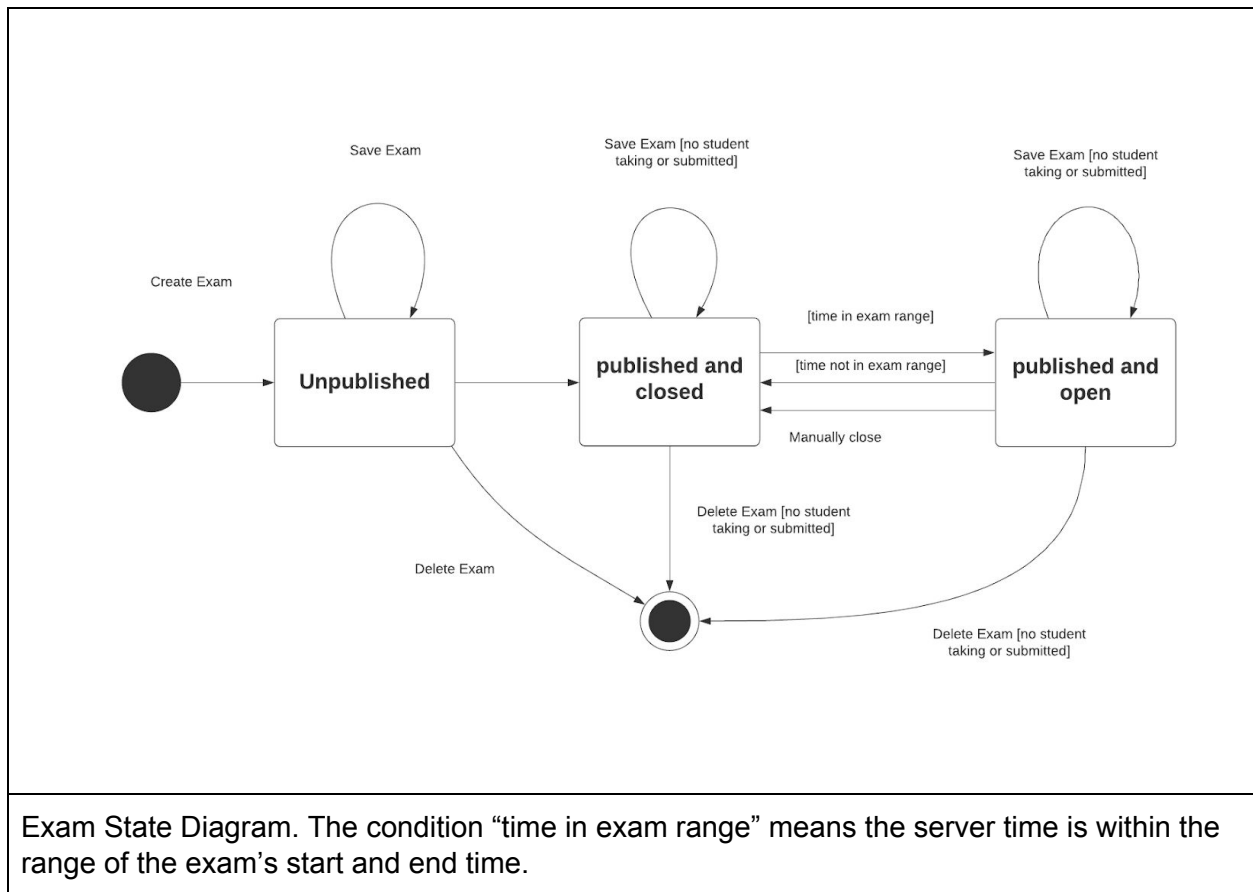 Save Exam
Save Exam [no student
taking or submitted]
Save Exam [no student
taking or submitted]
Create Exam
[time in exam range]
Unpublished
published and
closed
[time not in exam range]
published and
open
Manually close
Delete Exam [no student
taking or submitted]
Delete Exam
Delete Exam [no student
taking or submitted]
Exam State Diagram. The condition “time in exam range” means the server time is within the
range of the exam’s start and end time.